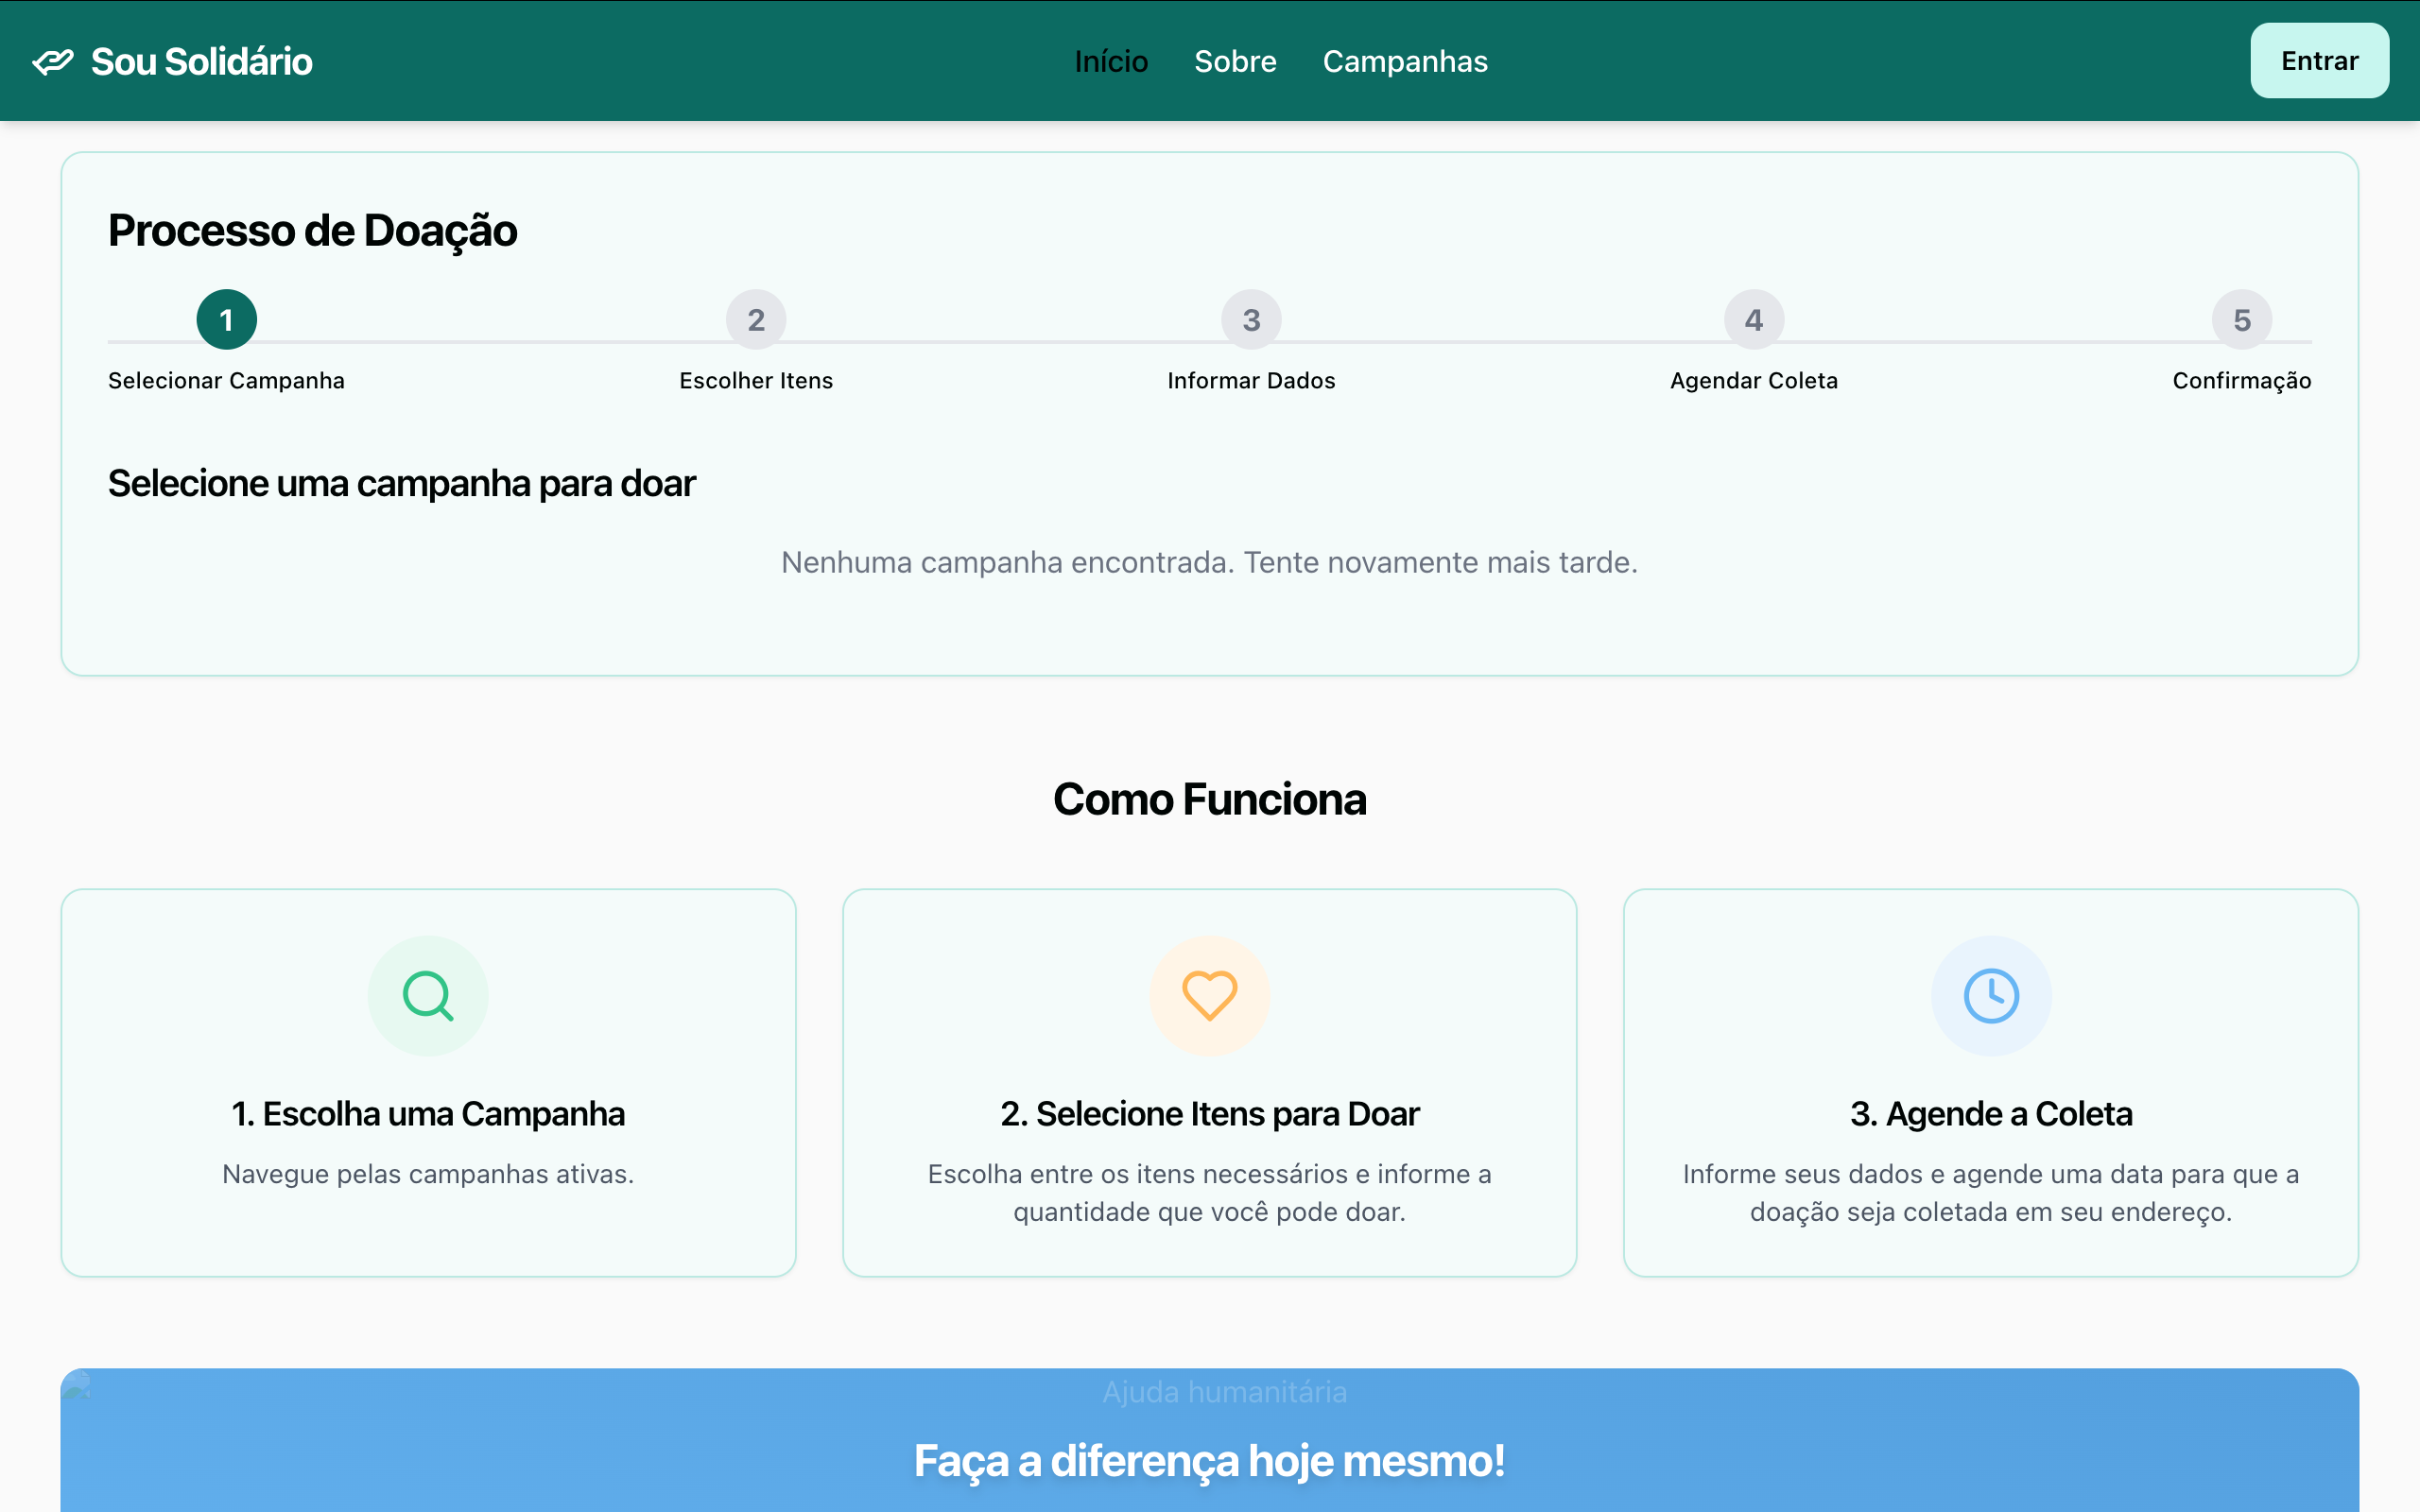 Sou Solidário
Início
Sobre
Campanhas
Entrar
Processo de Doação
1
2
3
4
5
Selecionar Campanha
Escolher Itens
Informar Dados
Agendar Coleta
Confirmação
Selecione uma campanha para doar
Nenhuma campanha encontrada. Tente novamente mais tarde.
Como Funciona
1. Escolha uma Campanha
Navegue pelas campanhas ativas.
2. Selecione Itens para Doar
Escolha entre os itens necessários e informe a
quantidade que você pode doar.
3. Agende a Coleta
Informe seus dados e agende uma data para que a
doação seja coletada em seu endereço.
Ajuda humanitária
Faça a diferença hoje mesmo!